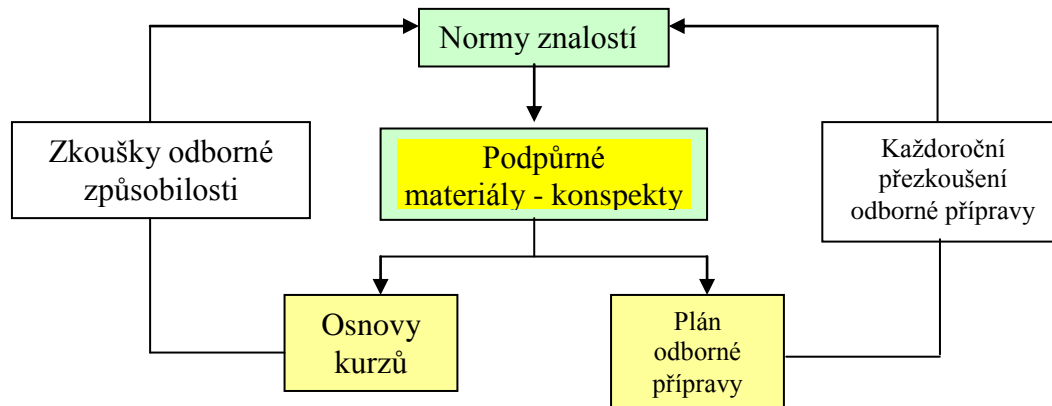 Normy znalostí
Zkoušky odborné
způsobilosti
Podpůrné
materiály - konspekty
Každoroční
přezkoušení
odborné přípravy
Osnovy
kurzů
Plán
odborné
přípravy